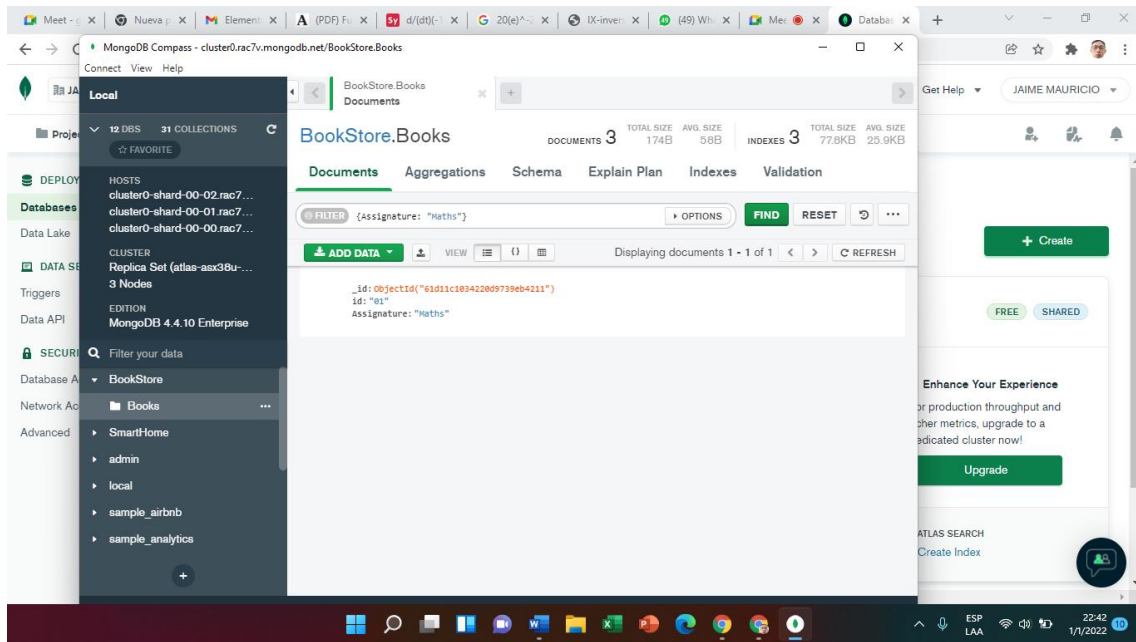 Meet - g
Nueva p
Element
(PDF) Fu
d/(dt)(-1
20(e)^-2
IX-invers
(49) Wh
Mee
Databas
MongoDB Compass - cluster0.rac7v.mongodb.net/BookStore.Books
Connect View Help
Local
12 DBS 31 COLLECTIONS
FAVORITE
HOSTS
cluster0-shard-00-02.rac7...
cluster0-shard-00-01.rac7...
cluster0-shard-00-00.rac7...
CLUSTER
Replica Set (atlas-asx38u-...
3 Nodes
EDITION
MongoDB 4.4.10 Enterprise
Filter your data
BookStore
Books
SmartHome
admin
local
sample_airbnb
sample_analytics
BookStore.Books
Documents
BookStore.Books
DOCUMENTS 3 TOTAL SIZE 174B AVG. SIZE 58B INDEXES 3 TOTAL SIZE 77.8KB AVG. SIZE 25.9KB
Documents Aggregations Schema Explain Plan Indexes Validation
FILTER {Assignature: "Maths"} OPTIONS FIND RESET ...
ADD DATA VIEW {} Displaying documents 1 - 1 of 1 < > REFRESH
_id: ObjectId("61d11c1034220d9739eb4211")
id: "01"
Assignature: "Maths"
JA
Proje
DEPLOY
Databases
Data Lake
DATA SE
Triggers
Data API
SECURI
Database A
Network Ac
Advanced
Get Help JAIME MAURICIO
+ Create
FREE SHARED
Enhance Your Experience
or production throughput and
cher metrics, upgrade to a
edicated cluster now!
Upgrade
ATLAS SEARCH
Create Index
ESP
LAA
22:42
1/1/2022
10